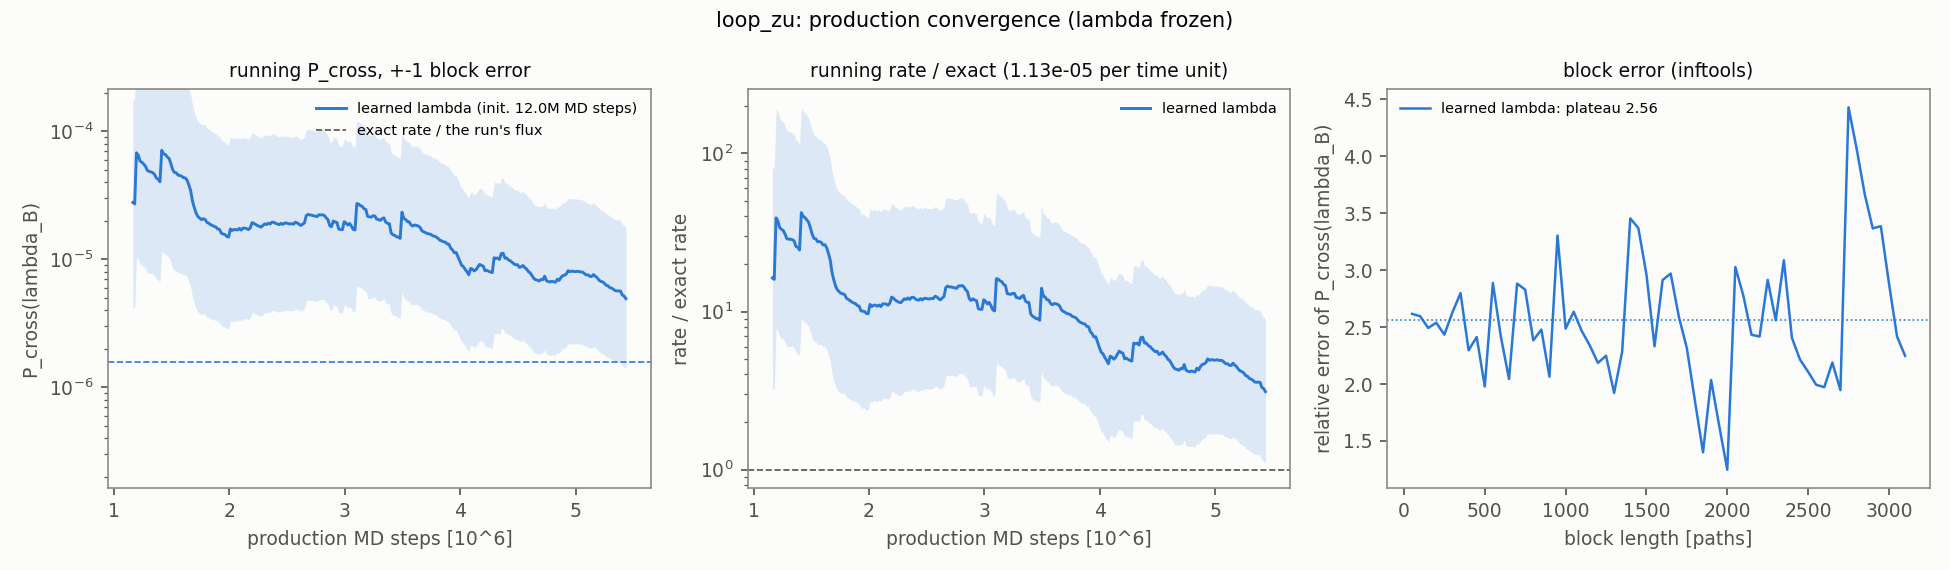 loop_zu: production convergence (lambda frozen)
running P_cross, +-1 block error
learned lambda (init. 12.0M MD steps)
exact rate / the run's flux
P_cross(lambda_B)
10^−4
10^−5
10^−6
1 2 3 4 5
production MD steps [10^6]
running rate / exact (1.13e-05 per time unit)
learned lambda
rate / exact rate
10^2
10^1
10^0
1 2 3 4 5
production MD steps [10^6]
block error (inftools)
learned lambda: plateau 2.56
relative error of P_cross(lambda_B)
4.5
4.0
3.5
3.0
2.5
2.0
1.5
0 500 1000 1500 2000 2500 3000
block length [paths]